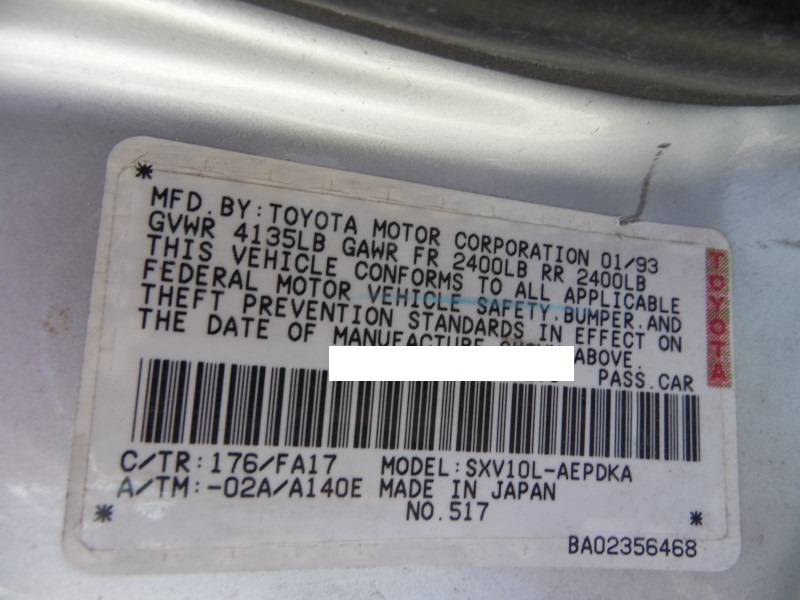 *
MFD.BY:TOYOTA MOTOR CORPORATION 01/93
GVWR 4135LB GAWR FR 2400LB RR 2400LB
THIS VEHICLE CONFORMS TO ALL APPLICABLE
FEDERAL MOTOR VEHICLE SAFETY,BUMPER,AND
THEFT PREVENTION STANDARDS IN EFFECT ON
THE DATE OF MANUFACTURE ABOVE.
PASS.CAR
TOYOTA
C/TR:176/FA17 MODEL:SXV10L-AEPDKA
A/TM:-02A/A140E MADE IN JAPAN
* NO.517 *
BA02356468